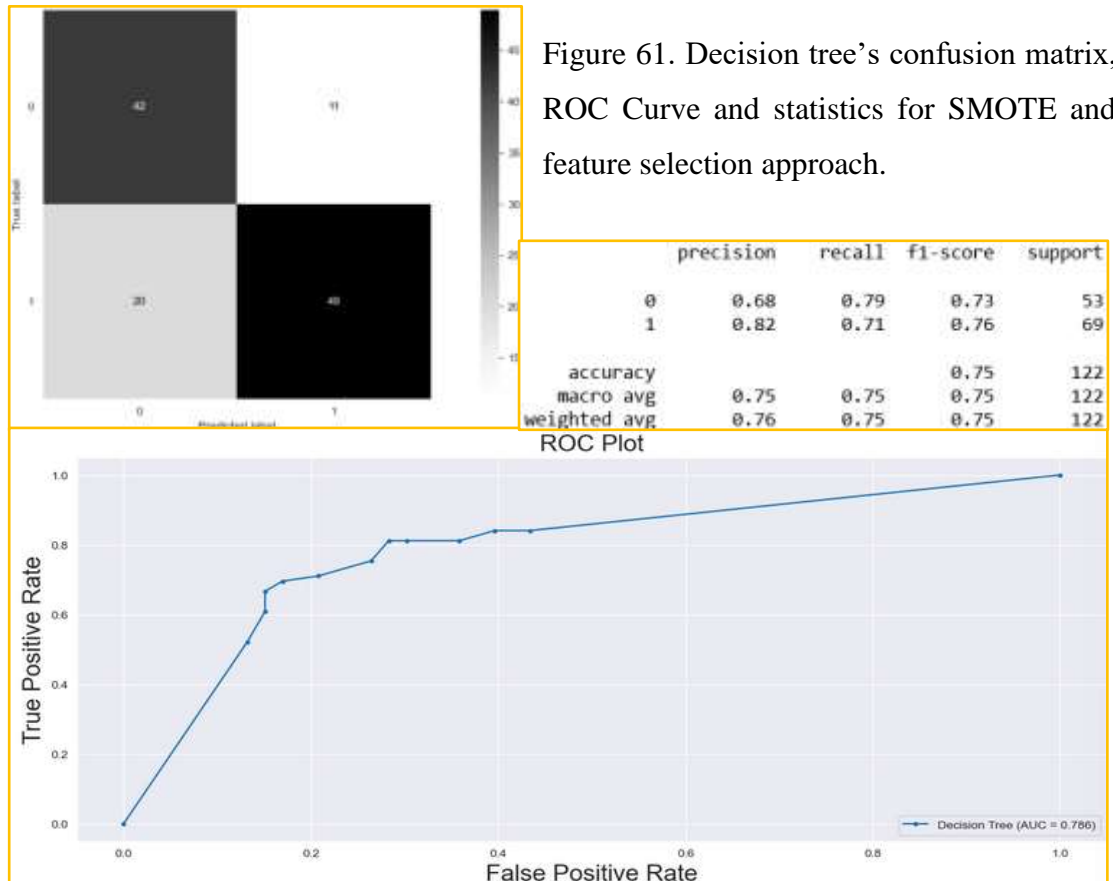 Figure 61. Decision tree's confusion matrix,
ROC Curve and statistics for SMOTE and
feature selection approach.
0 42 11
True label
1 20 49
0 1
Predicted label
precision recall f1-score support
0 0.68 0.79 0.73 53
1 0.82 0.71 0.76 69
accuracy 0.75 122
macro avg 0.75 0.75 0.75 122
weighted avg 0.76 0.75 0.75 122
ROC Plot
True Positive Rate
1.0
0.8
0.6
0.4
0.2
0.0
Decision Tree (AUC = 0.786)
0.0 0.2 0.4 0.6 0.8 1.0
False Positive Rate